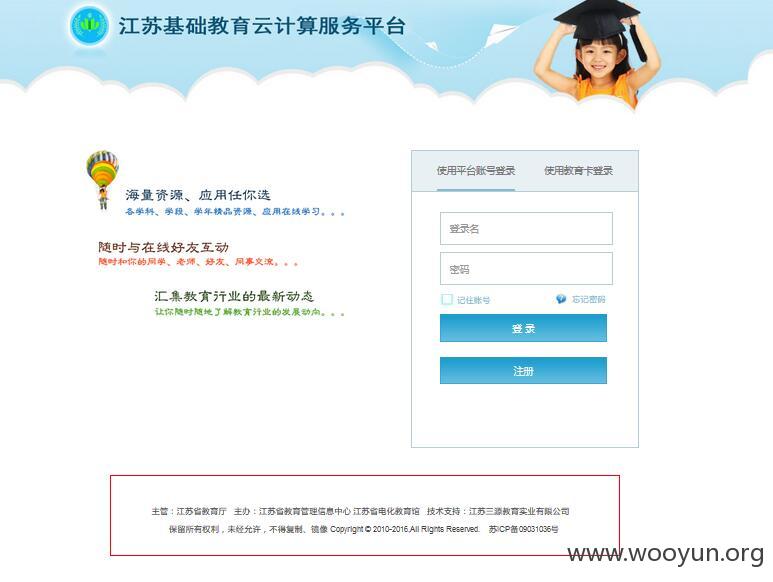 江苏基础教育云计算服务平台
海量资源、应用任你选
各学科、学段、学年精品资源、应用在线学习。。。
随时与在线好友互动
随时和你的同学、老师、好友、同事交流。。。
汇集教育行业的最新动态
让你随时随地了解教育行业的发展动向。。。
使用平台账号登录 使用教育卡登录
登录名
密码
记住账号 忘记密码
登 录
注册
主管：江苏省教育厅 主办：江苏省教育管理信息中心 江苏省电化教育馆 技术支持：江苏三源教育实业有限公司
保留所有权利，未经允许，不得复制、镜像 Copyright © 2010-2016,All Rights Reserved. 苏ICP备09031036号
www.wooyun.org